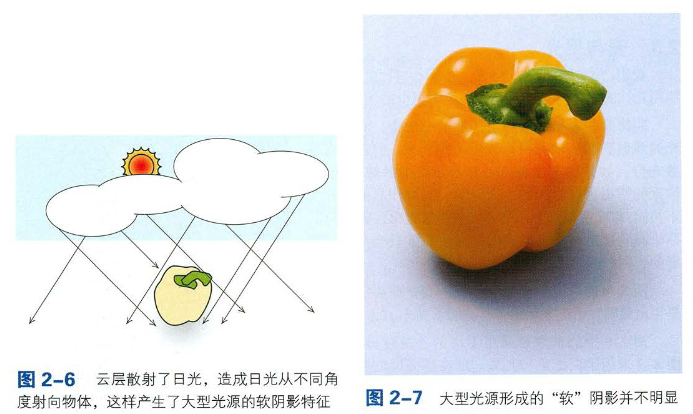 图 2-6 云层散射了日光，造成日光从不同角
度射向物体，这样产生了大型光源的软阴影特征
图 2-7 大型光源形成的“软”阴影并不明显